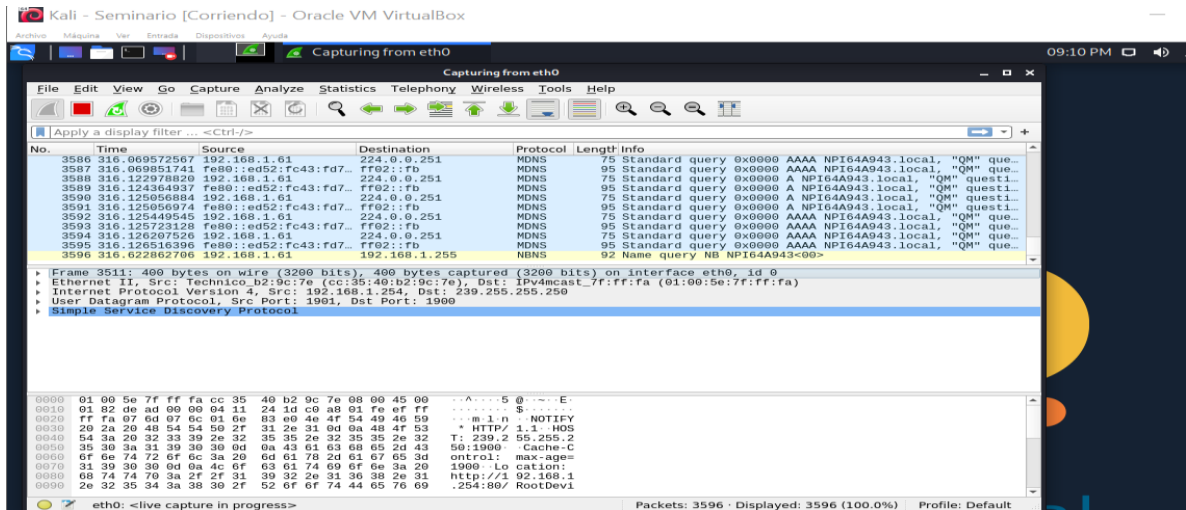 Kali - Seminario [Corriendo] - Oracle VM VirtualBox
Archivo Máquina Ver Entrada Dispositivos Ayuda
Capturing from eth0 09:10 PM
Capturing from eth0
File Edit View Go Capture Analyze Statistics Telephony Wireless Tools Help
Apply a display filter ... <Ctrl-/>
No. Time Source Destination Protocol Length Info
3586 316.069572567 192.168.1.61 224.0.0.251 MDNS 75 Standard query 0x0000 AAAA NPI64A943.local, "QM" que…
3587 316.069851741 fe80::ed52:fc43:fd7… ff02::fb MDNS 95 Standard query 0x0000 AAAA NPI64A943.local, "QM" que…
3588 316.122978820 192.168.1.61 224.0.0.251 MDNS 75 Standard query 0x0000 A NPI64A943.local, "QM" questi…
3589 316.124364937 fe80::ed52:fc43:fd7… ff02::fb MDNS 95 Standard query 0x0000 A NPI64A943.local, "QM" questi…
3590 316.125056884 192.168.1.61 224.0.0.251 MDNS 75 Standard query 0x0000 A NPI64A943.local, "QM" questi…
3591 316.125056974 fe80::ed52:fc43:fd7… ff02::fb MDNS 95 Standard query 0x0000 A NPI64A943.local, "QM" questi…
3592 316.125449545 192.168.1.61 224.0.0.251 MDNS 75 Standard query 0x0000 AAAA NPI64A943.local, "QM" que…
3593 316.125723128 fe80::ed52:fc43:fd7… ff02::fb MDNS 95 Standard query 0x0000 AAAA NPI64A943.local, "QM" que…
3594 316.126207526 192.168.1.61 224.0.0.251 MDNS 75 Standard query 0x0000 AAAA NPI64A943.local, "QM" que…
3595 316.126516396 fe80::ed52:fc43:fd7… ff02::fb MDNS 95 Standard query 0x0000 AAAA NPI64A943.local, "QM" que…
3596 316.622862706 192.168.1.61 192.168.1.255 NBNS 92 Name query NB NPI64A943<00>
Frame 3511: 400 bytes on wire (3200 bits), 400 bytes captured (3200 bits) on interface eth0, id 0
Ethernet II, Src: Technico_b2:9c:7e (cc:35:40:b2:9c:7e), Dst: IPv4mcast_7f:ff:fa (01:00:5e:7f:ff:fa)
Internet Protocol Version 4, Src: 192.168.1.254, Dst: 239.255.255.250
User Datagram Protocol, Src Port: 1901, Dst Port: 1900
Simple Service Discovery Protocol
0000 01 00 5e 7f ff fa cc 35 40 b2 9c 7e 08 00 45 00 ··^····5 @··~··E·
0010 01 82 de ad 00 00 04 11 24 1d c0 a8 01 fe ef ff ········ $·······
0020 ff fa 07 6d 07 6c 01 6e 83 e0 4e 4f 54 49 46 59 ···m·l·n ··NOTIFY
0030 20 2a 20 48 54 54 50 2f 31 2e 31 0d 0a 48 4f 53 * HTTP/ 1.1··HOS
0040 54 3a 20 32 33 39 2e 32 35 35 2e 32 35 35 2e 32 T: 239.2 55.255.2
0050 35 30 3a 31 39 30 30 0d 0a 43 61 63 68 65 2d 43 50:1900· ·Cache-C
0060 6f 6e 74 72 6f 6c 3a 20 6d 61 78 2d 61 67 65 3d ontrol: max-age=
0070 31 39 30 30 0d 0a 4c 6f 63 61 74 69 6f 6e 3a 20 1900··Lo cation:
0080 68 74 74 70 3a 2f 2f 31 39 32 2e 31 36 38 2e 31 http://1 92.168.1
0090 2e 32 35 34 3a 38 30 2f 52 6f 6f 74 44 65 76 69 .254:80/ RootDevi
eth0: <live capture in progress> Packets: 3596 · Displayed: 3596 (100.0%) Profile: Default